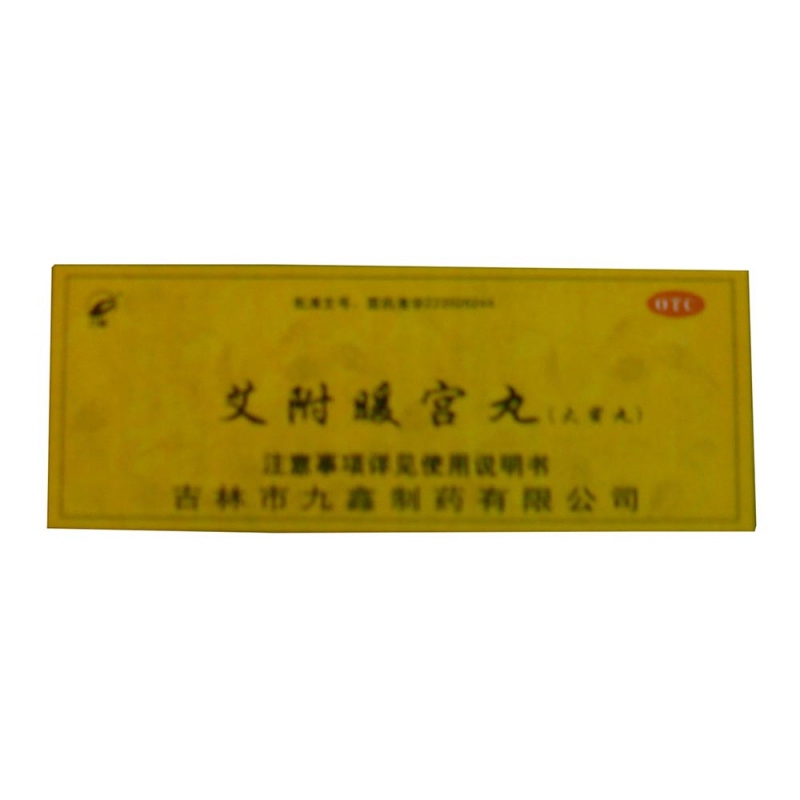 OTC
艾附暖宫丸(大蜜丸)
注意事项详见使用说明书
吉林市九鑫制药有限公司